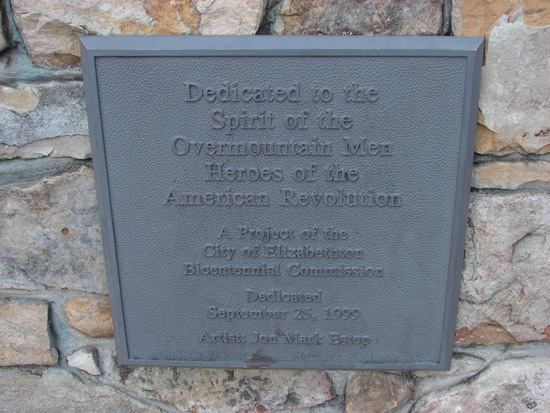 Dedicated to the
Spirit of the
Overmountain Men
Heroes of the
American Revolution
A Project of the
City of Elizabethton
Bicentennial Commission
Dedicated
September 25, 1999
Artist: Jon Mark Estep